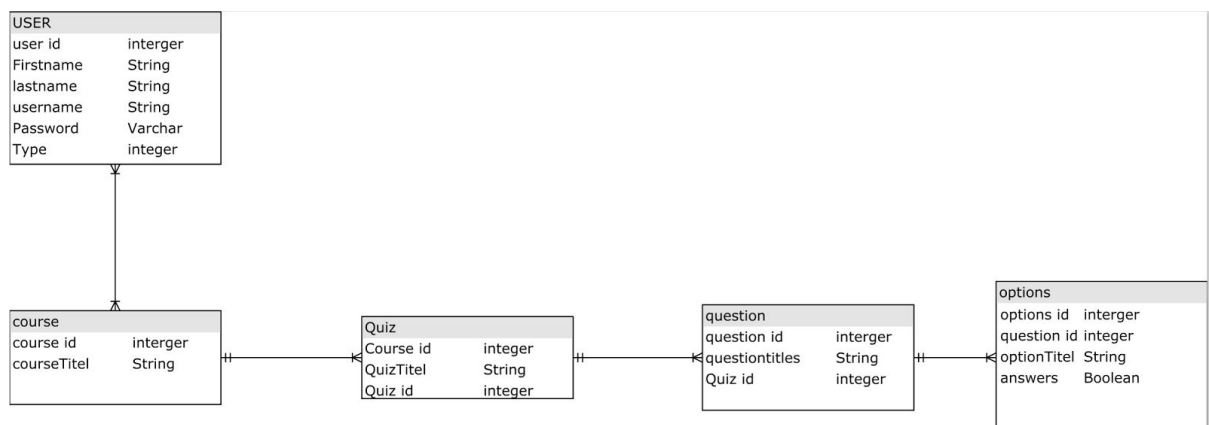 USER
user id interger
Firstname String
lastname String
username String
Password Varchar
Type integer
course
course id interger
courseTitel String
Quiz
Course id integer
QuizTitel String
Quiz id integer
question
question id interger
questiontitles String
Quiz id integer
options
options id interger
question id integer
optionTitel String
answers Boolean